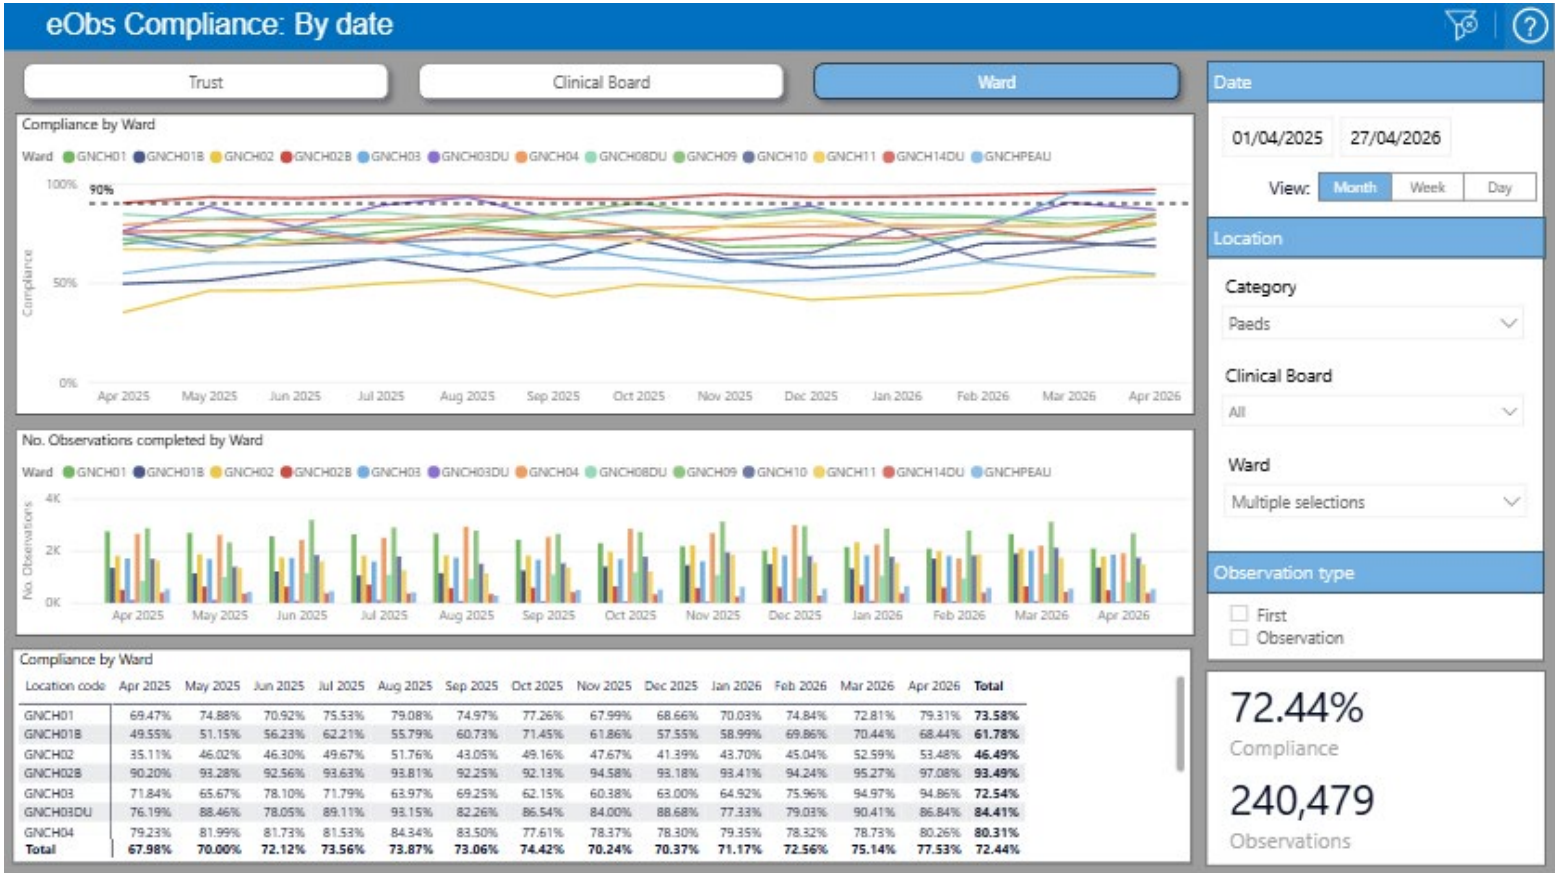 eObs Compliance: By date
Trust
Clinical Board
Ward
Compliance by Ward
Ward GNCH01 GNCH01B GNCH02 GNCH02B GNCH03 GNCH03DU GNCH04 GNCH08DU GNCH09 GNCH10 GNCH11 GNCH14DU GNCHPEAU
100%
90%
50%
0%
Compliance
Apr 2025 May 2025 Jun 2025 Jul 2025 Aug 2025 Sep 2025 Oct 2025 Nov 2025 Dec 2025 Jan 2026 Feb 2026 Mar 2026 Apr 2026
No. Observations completed by Ward
Ward GNCH01 GNCH01B GNCH02 GNCH02B GNCH03 GNCH03DU GNCH04 GNCH08DU GNCH09 GNCH10 GNCH11 GNCH14DU GNCHPEAU
4K
2K
0K
No. Observations
Apr 2025 May 2025 Jun 2025 Jul 2025 Aug 2025 Sep 2025 Oct 2025 Nov 2025 Dec 2025 Jan 2026 Feb 2026 Mar 2026 Apr 2026
Compliance by Ward
Location code Apr 2025 May 2025 Jun 2025 Jul 2025 Aug 2025 Sep 2025 Oct 2025 Nov 2025 Dec 2025 Jan 2026 Feb 2026 Mar 2026 Apr 2026 Total
GNCH01 69.47% 74.88% 70.92% 75.53% 79.08% 74.97% 77.26% 67.99% 68.66% 70.03% 74.84% 72.81% 79.31% 73.58%
GNCH01B 49.55% 51.15% 56.23% 62.21% 55.79% 60.73% 71.45% 61.86% 57.55% 58.99% 69.86% 70.44% 68.44% 61.78%
GNCH02 35.11% 46.02% 46.30% 49.67% 51.76% 43.05% 49.16% 47.67% 41.39% 43.70% 45.04% 52.59% 53.48% 46.49%
GNCH02B 90.20% 93.28% 92.56% 93.63% 93.81% 92.25% 92.13% 94.58% 93.18% 93.41% 94.24% 95.27% 97.08% 93.49%
GNCH03 71.84% 65.67% 78.10% 71.79% 63.97% 69.25% 62.15% 60.38% 63.00% 64.92% 75.96% 94.97% 94.86% 72.54%
GNCH03DU 76.19% 88.46% 78.05% 89.11% 93.15% 82.26% 86.54% 84.00% 88.68% 77.33% 79.03% 90.41% 86.84% 84.41%
GNCH04 79.23% 81.99% 81.73% 81.53% 84.34% 83.50% 77.61% 78.37% 78.30% 79.35% 78.32% 78.73% 80.26% 80.31%
Total 67.98% 70.00% 72.12% 73.56% 73.87% 73.06% 74.42% 70.24% 70.37% 71.17% 72.56% 75.14% 77.53% 72.44%
Date
01/04/2025 27/04/2026
View: Month Week Day
Location
Category
Paeds
Clinical Board
All
Ward
Multiple selections
Observation type
First
Observation
72.44%
Compliance
240,479
Observations